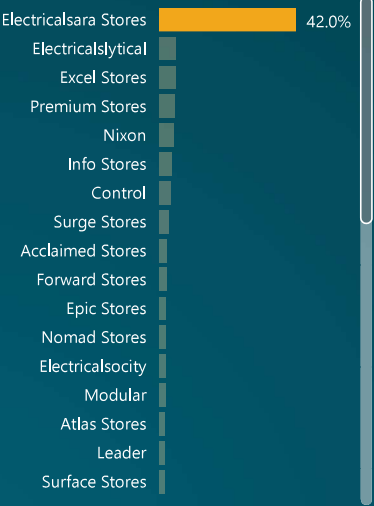 Electricalsara Stores 42.0%
Electricalslytical
Excel Stores
Premium Stores
Nixon
Info Stores
Control
Surge Stores
Acclaimed Stores
Forward Stores
Epic Stores
Nomad Stores
Electricalsocity
Modular
Atlas Stores
Leader
Surface Stores